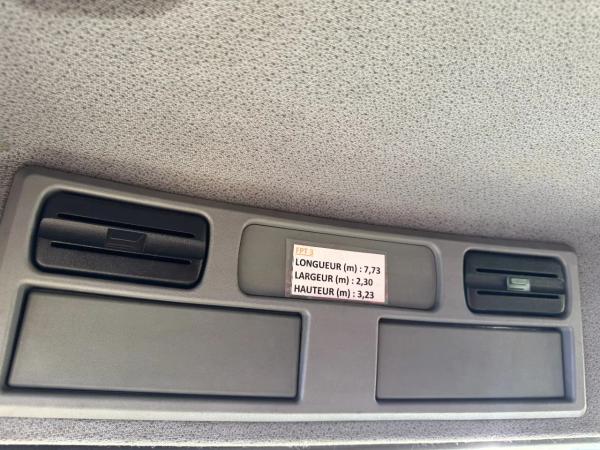 FPT 3
LONGUEUR (m) : 7,73
LARGEUR (m) : 2,30
HAUTEUR (m) : 3,23